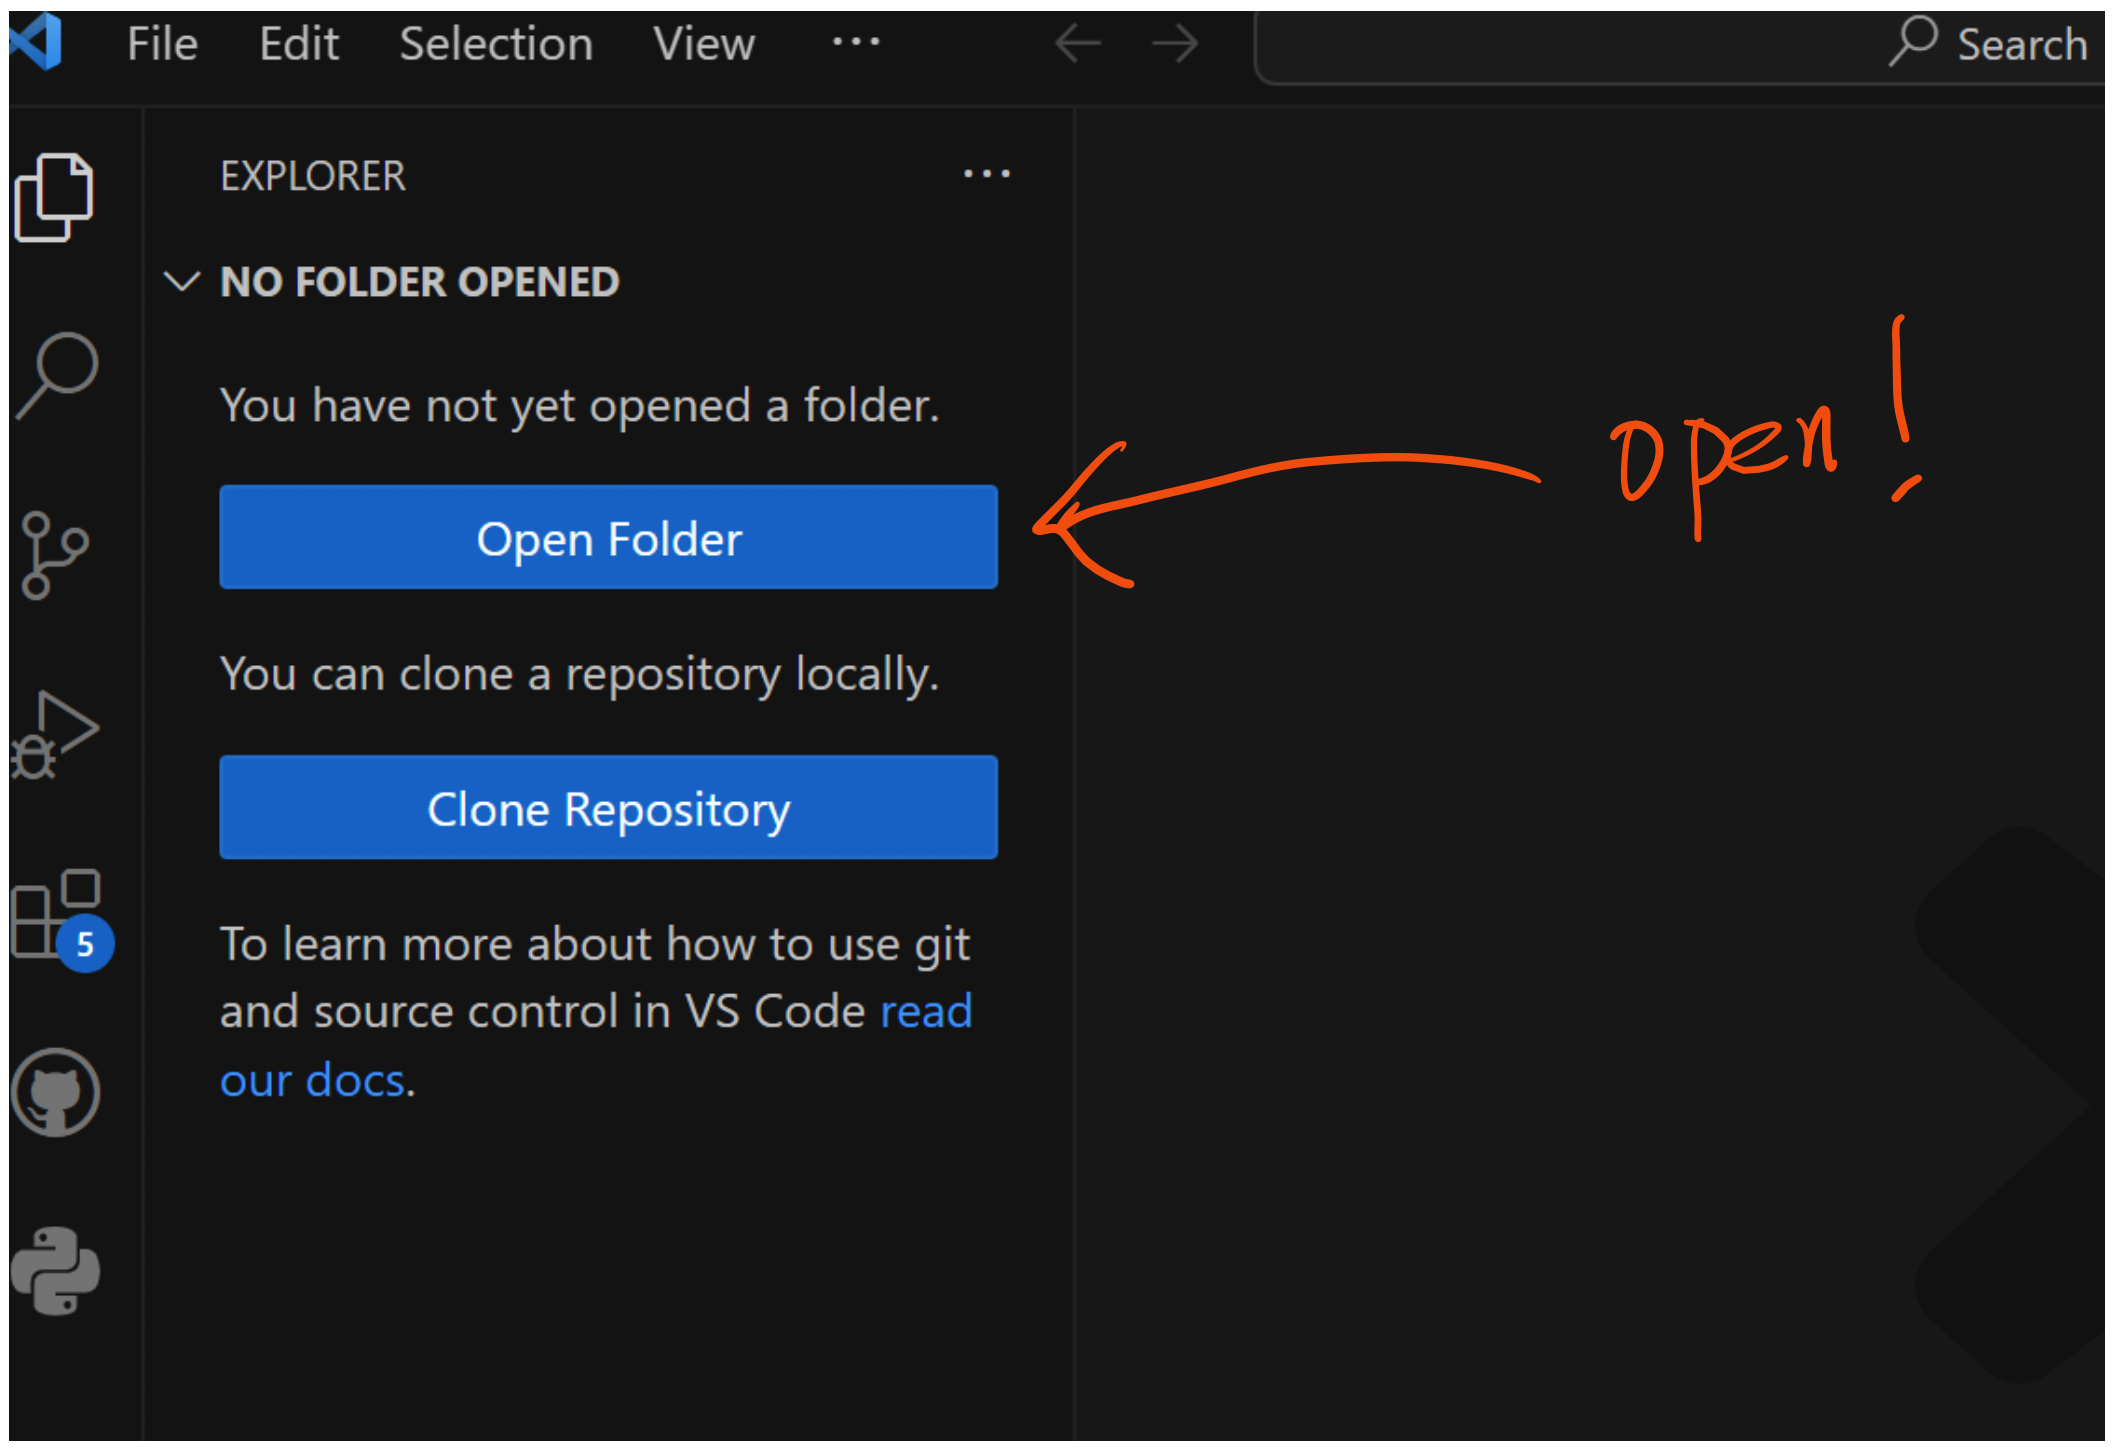 File Edit Selection View ··· Search
EXPLORER ···
NO FOLDER OPENED
You have not yet opened a folder.
open!
Open Folder
You can clone a repository locally.
Clone Repository
5
To learn more about how to use git
and source control in VS Code read
our docs.